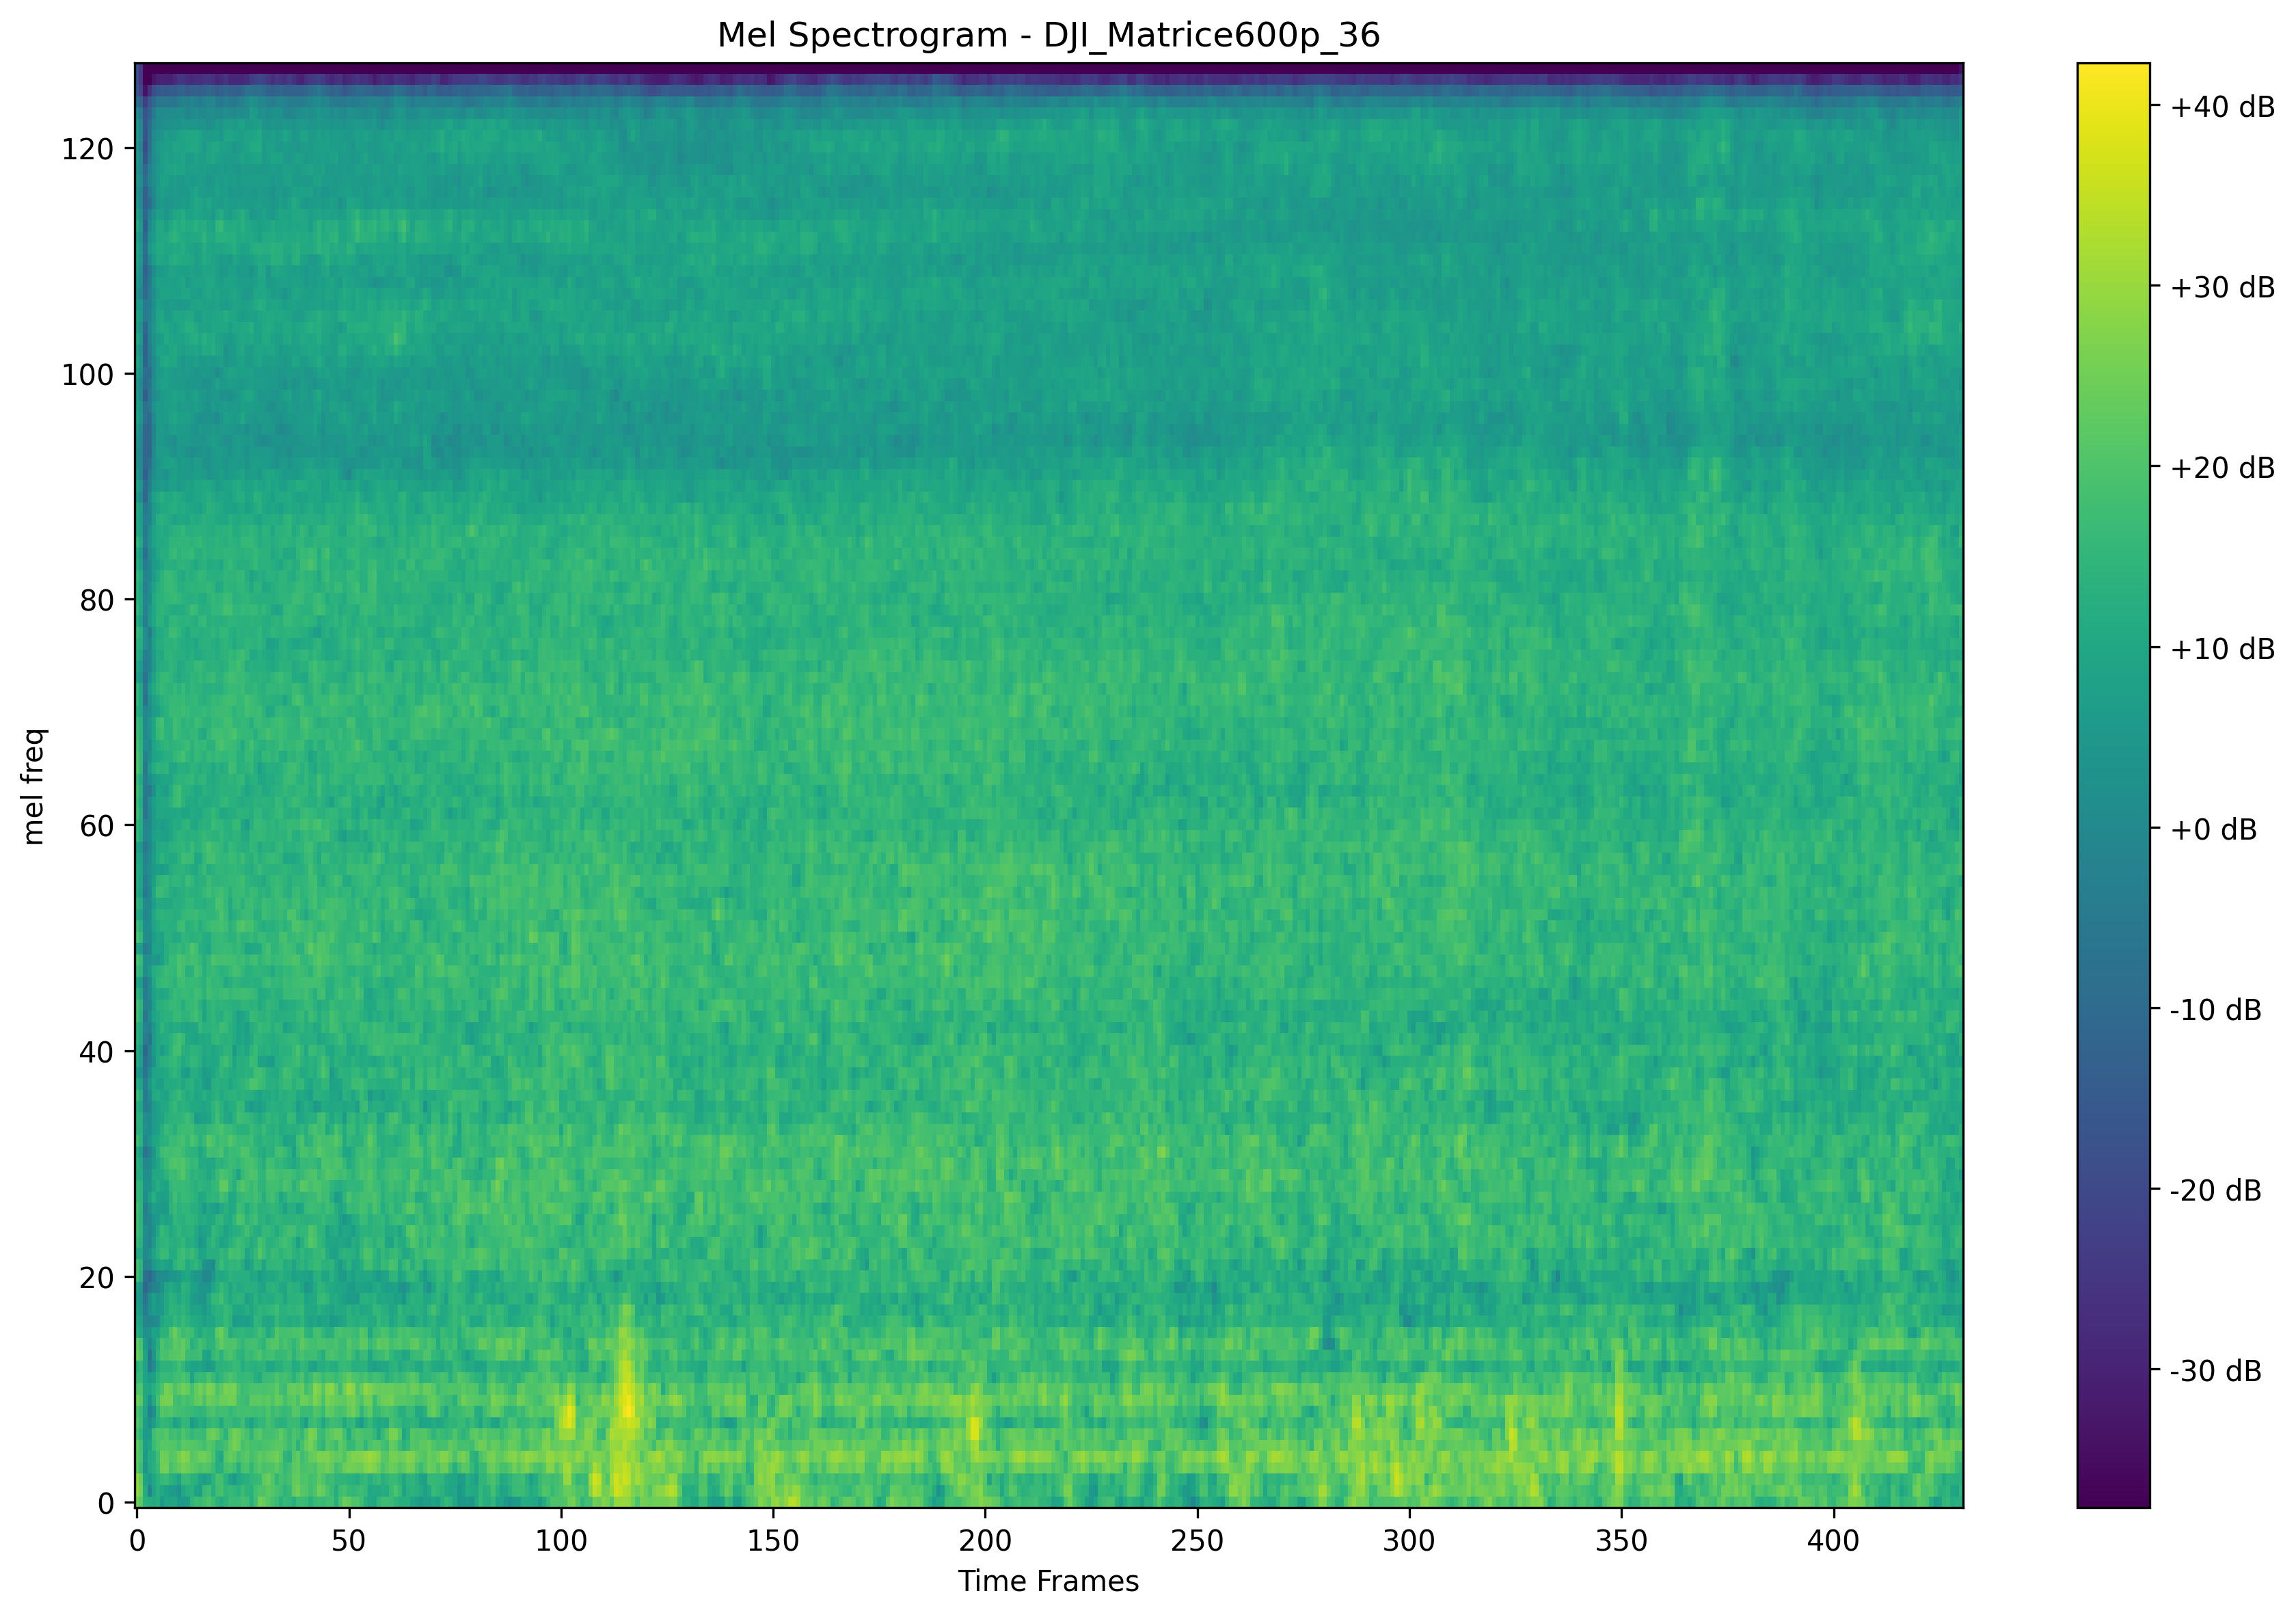 Mel Spectrogram - DJI_Matrice600p_36
mel freq
120
100
80
60
40
20
0
0 50 100 150 200 250 300 350 400
Time Frames
+40 dB
+30 dB
+20 dB
+10 dB
+0 dB
-10 dB
-20 dB
-30 dB